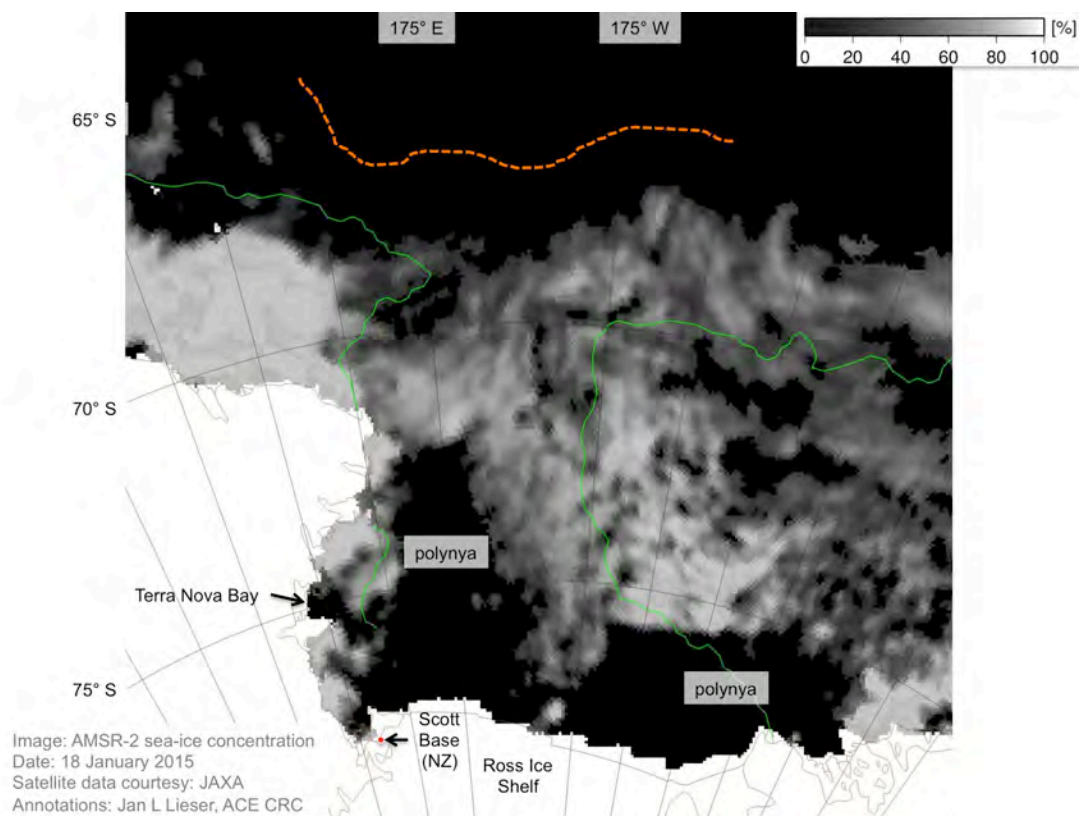 175° E
175° W
[%]
0 20 40 60 80 100
65° S
70° S
polynya
Terra Nova Bay
75° S
polynya
Scott
Base
(NZ)
Ross Ice
Shelf
Image: AMSR-2 sea-ice concentration
Date: 18 January 2015
Satellite data courtesy: JAXA
Annotations: Jan L Lieser, ACE CRC